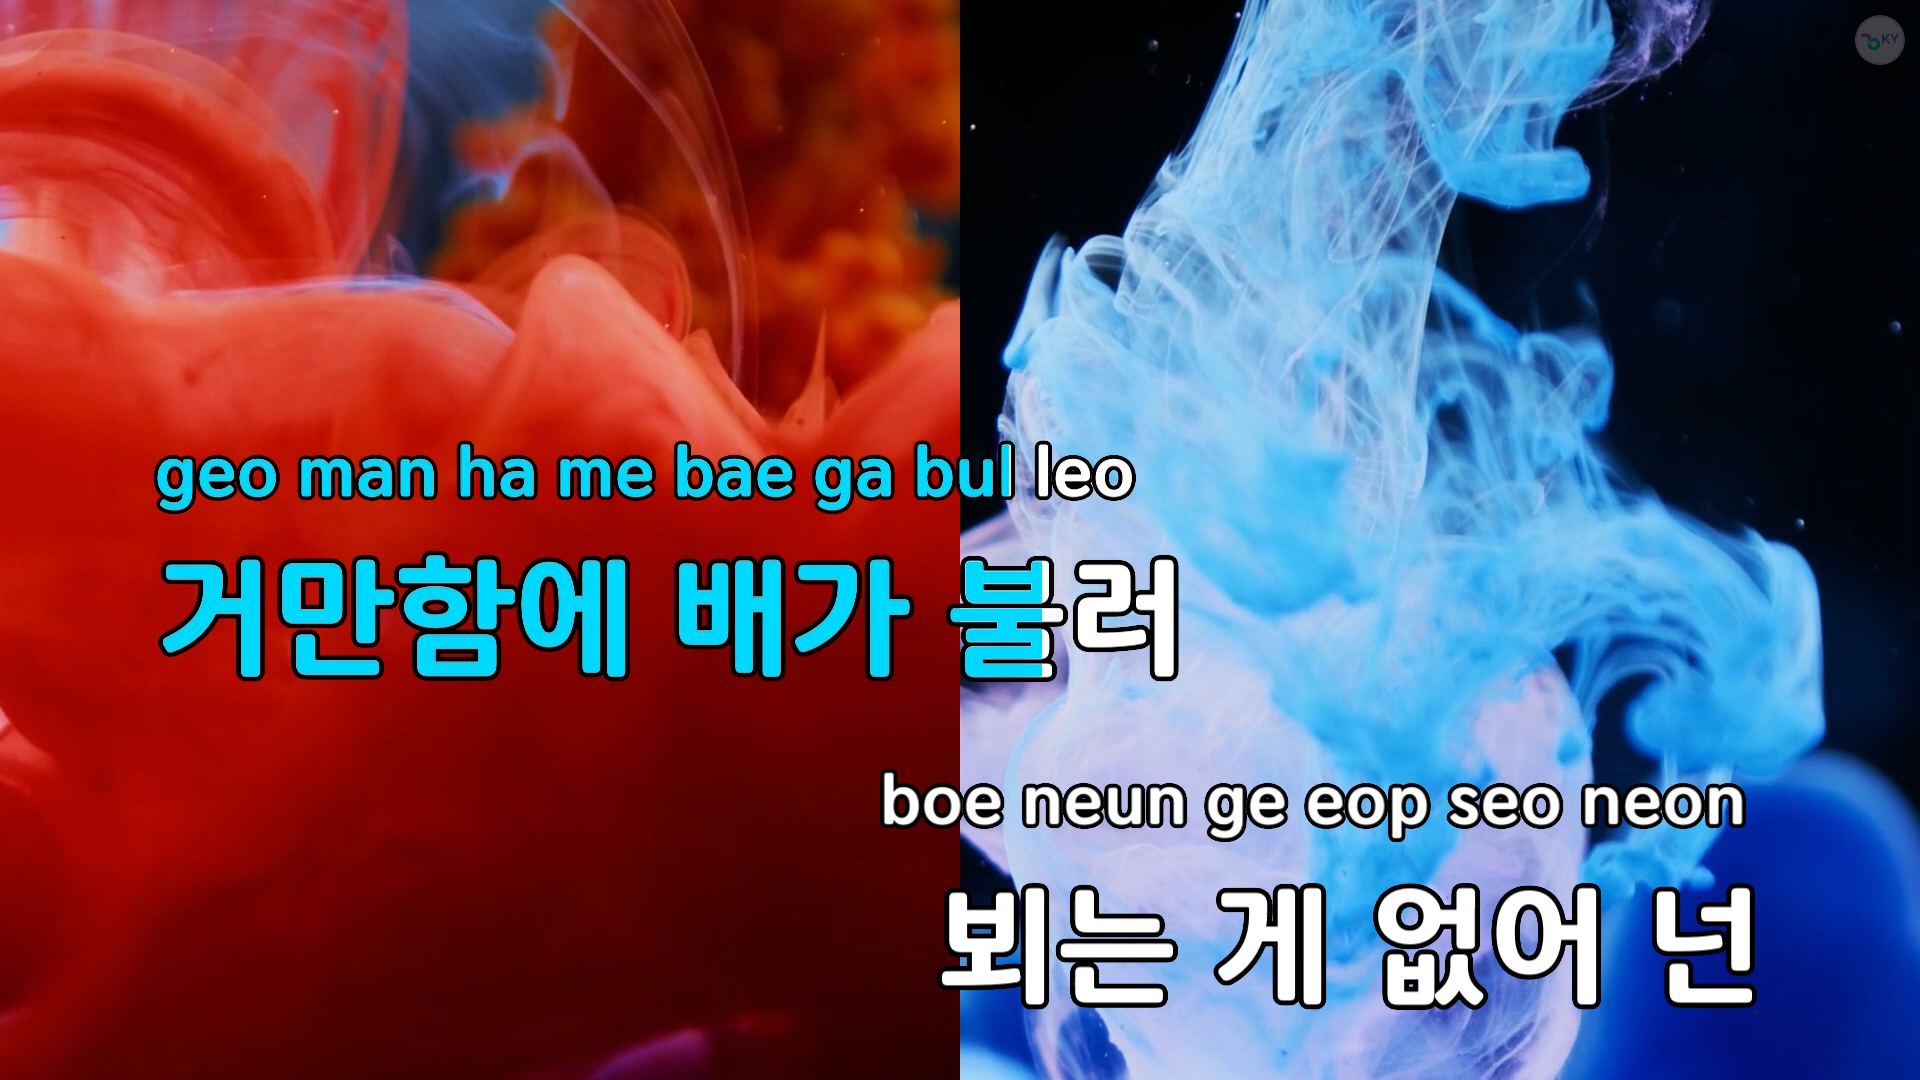 KY
geo man ha me bae ga bul leo
거만함에 배가 불러
boe neun ge eop seo neon
뵈는 게 없어 넌